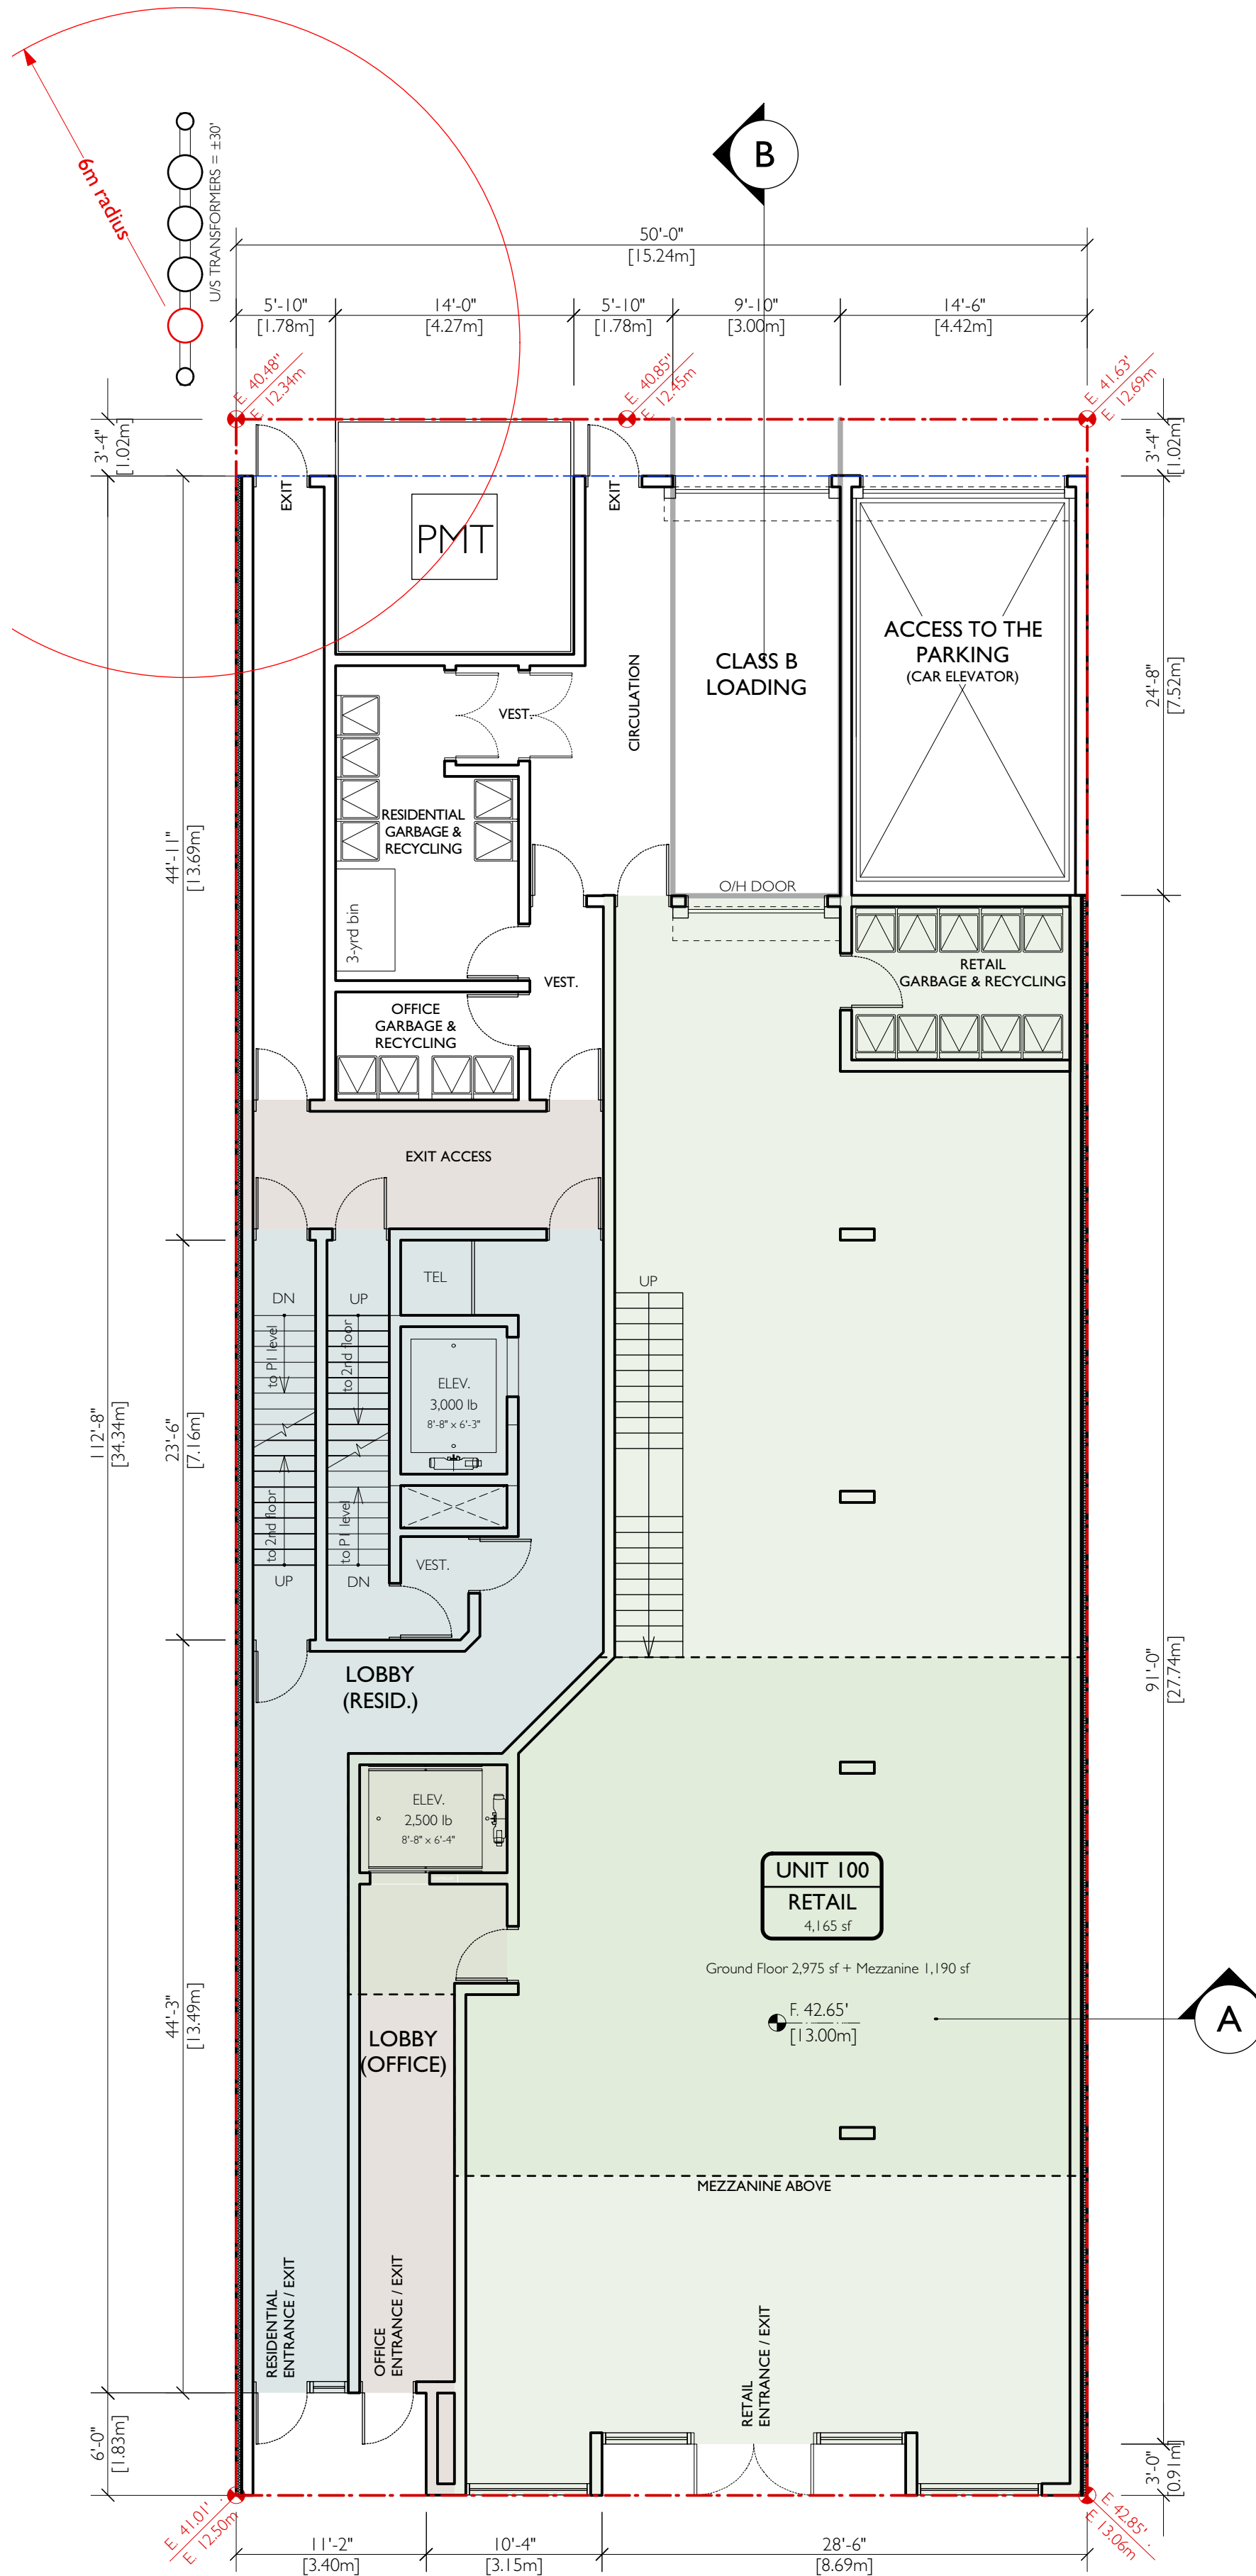 6m radius
U/S TRANSFORMERS = ±30'
B
50'-0"
[15.24m]
5'-10"
[1.78m]
14'-0"
[4.27m]
5'-10"
[1.78m]
9'-10"
[3.00m]
14'-6"
[4.42m]
E 40.48"
E 12.34m
E 40.85"
E 12.45m
E 41.63'
E 12.69m
3'-4"
[1.02m]
3'-4"
[1.02m]
EXIT
EXIT
PMT
CLASS B
LOADING
ACCESS TO THE
PARKING
(CAR ELEVATOR)
CIRCULATION
VEST.
24'-8"
[7.52m]
44'-11"
[13.69m]
RESIDENTIAL
GARBAGE &
RECYCLING
3-yrd bin
O/H DOOR
VEST.
RETAIL
GARBAGE & RECYCLING
OFFICE
GARBAGE &
RECYCLING
EXIT ACCESS
TEL
UP
DN
UP
to P1 level
to 2nd floor
ELEV.
3,000 lb
8'-8" x 6'-3"
112'-8"
[34.34m]
23'-6"
[7.16m]
to 2nd floor
to P1 level
UP
DN
VEST.
LOBBY
(RESID.)
91'-0"
[27.74m]
ELEV.
2,500 lb
8'-8" x 6'-4"
UNIT 100
RETAIL
4,165 sf
Ground Floor 2,975 sf + Mezzanine 1,190 sf
F. 42.65'
[13.00m]
A
44'-3"
[13.49m]
LOBBY
(OFFICE)
MEZZANINE ABOVE
RESIDENTIAL
ENTRANCE / EXIT
OFFICE
ENTRANCE / EXIT
RETAIL
ENTRANCE / EXIT
6'-0"
[1.83m]
3'-0"
[0.91m]
E 41.01'
E 12.50m
E 42.85'
E 13.06m
11'-2"
[3.40m]
10'-4"
[3.15m]
28'-6"
[8.69m]